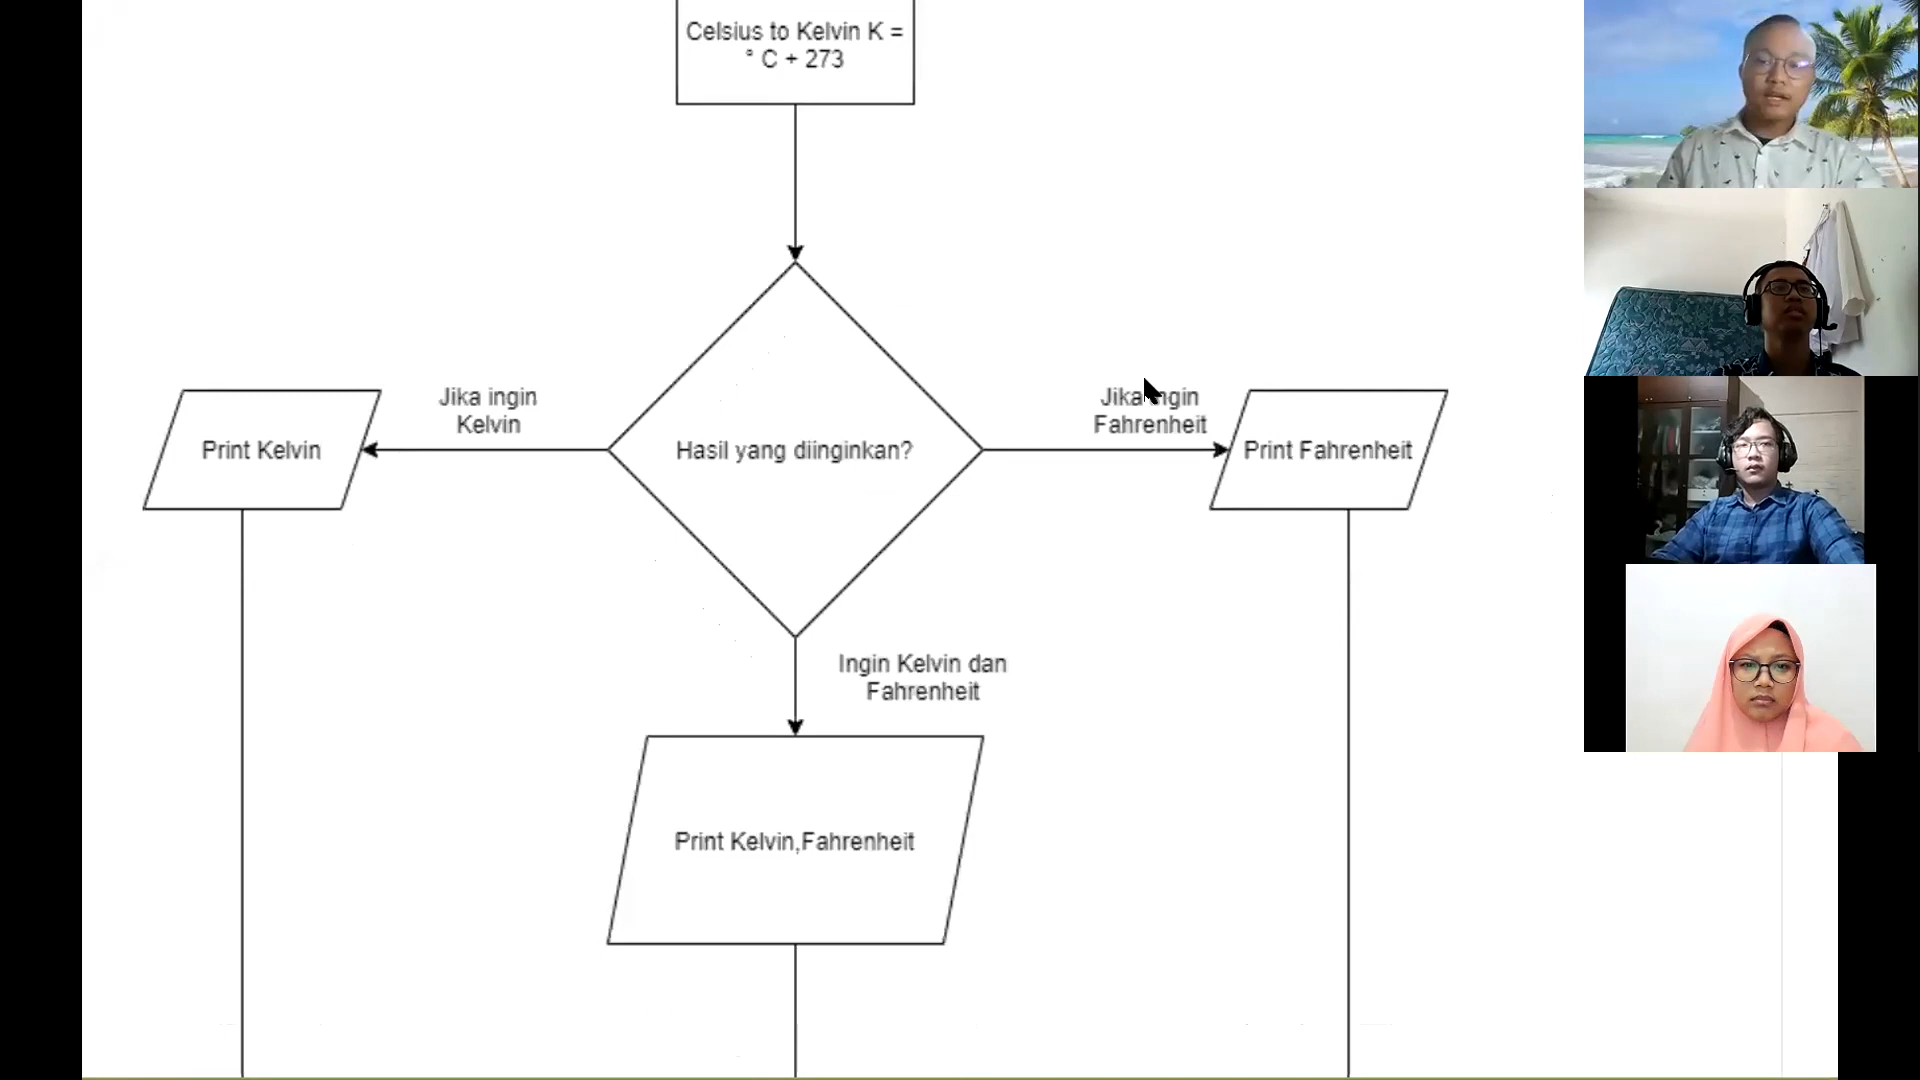 Celsius to Kelvin K =
° C + 273
Jika ingin
Kelvin
Jika ingin
Fahrenheit
Print Kelvin
Hasil yang diinginkan?
Print Fahrenheit
Ingin Kelvin dan
Fahrenheit
Print Kelvin,Fahrenheit